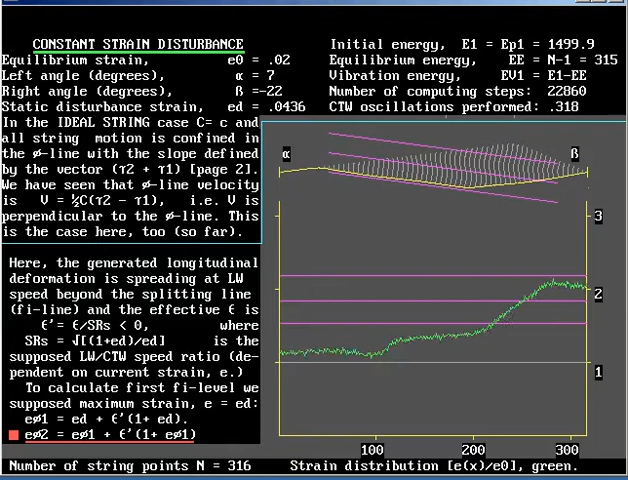 CONSTANT STRAIN DISTURBANCE
Equilibrium strain, e0 = .02
Left angle (degrees), α = 7
Right angle (degrees), ß =-22
Static disturbance strain, ed = .0436
Initial energy, E1 = Ep1 = 1499.9
Equilibrium energy, EE = N-1 = 315
Vibration energy, EV1 = E1-EE
Number of computing steps: 22860
CTW oscillations performed: .318
In the IDEAL STRING case C= c and
all string motion is confined in
the ø-line with the slope defined
by the vector (τ2 + τ1) [page 2].
We have seen that ø-line velocity
is V = ½C(τ2 - τ1), i.e. V is
perpendicular to the ø-line. This
is the case here, too (so far).
Here, the generated longitudinal
deformation is spreading at LW
speed beyond the splitting line
(fi-line) and the effective є is
є'= є/SRs < 0, where
SRs = √[(1+ed)/ed] is the
supposed LW/CTW speed ratio (de-
pendent on current strain, e.)
To calculate first fi-level we
supposed maximum strain, e = ed:
eø1 = ed + є'(1+ ed).
eø2 = eø1 + є'(1+ eø1)
α
ß
3
2
1
100 200 300
Number of string points N = 316
Strain distribution [e(x)/e0], green.